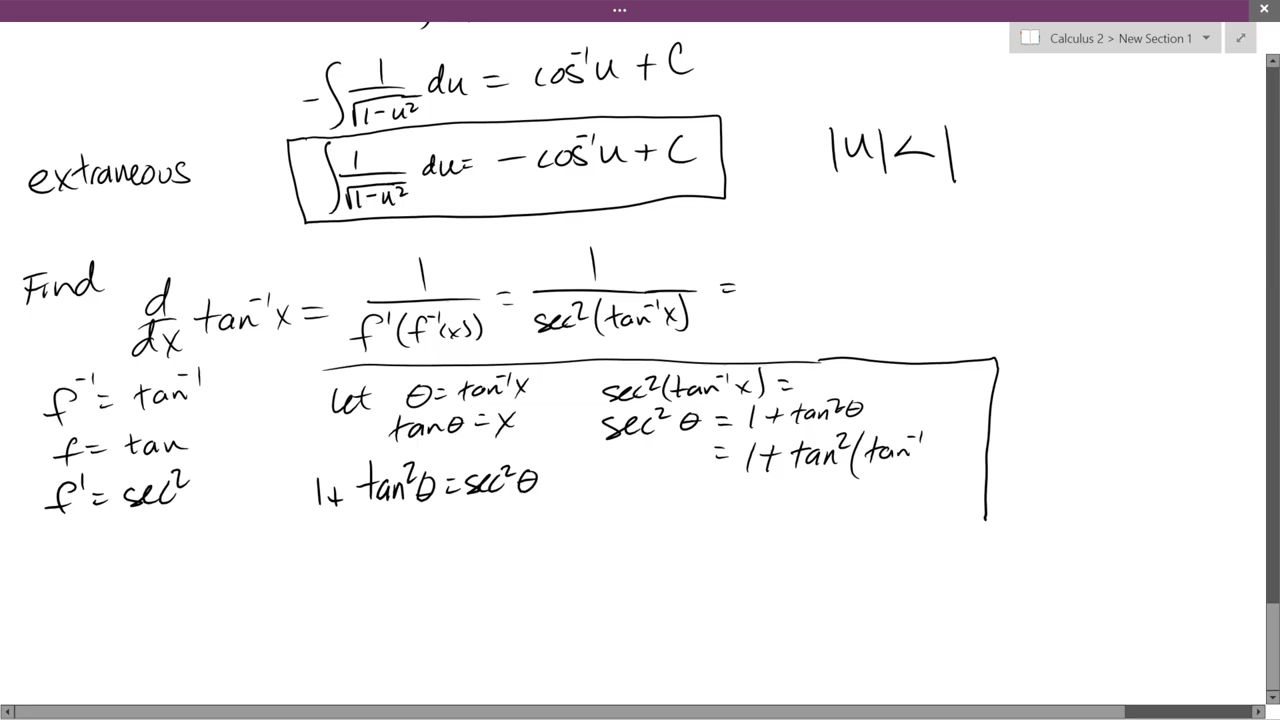 Calculus 2 > New Section 1
-∫ 1/√(1-u²) du = cos⁻¹u + C
extraneous ∫ 1/√(1-u²) du = - cos⁻¹u + C |u| < 1
Find d/dx tan⁻¹x = 1/f'(f⁻¹(x)) = 1/sec²(tan⁻¹x) =
f⁻¹ = tan⁻¹
f = tan
f' = sec²
let θ = tan⁻¹x
tanθ = x
1 + tan²θ = sec²θ
sec²(tan⁻¹x) =
sec²θ = 1 + tan²θ
= 1 + tan²(tan⁻¹